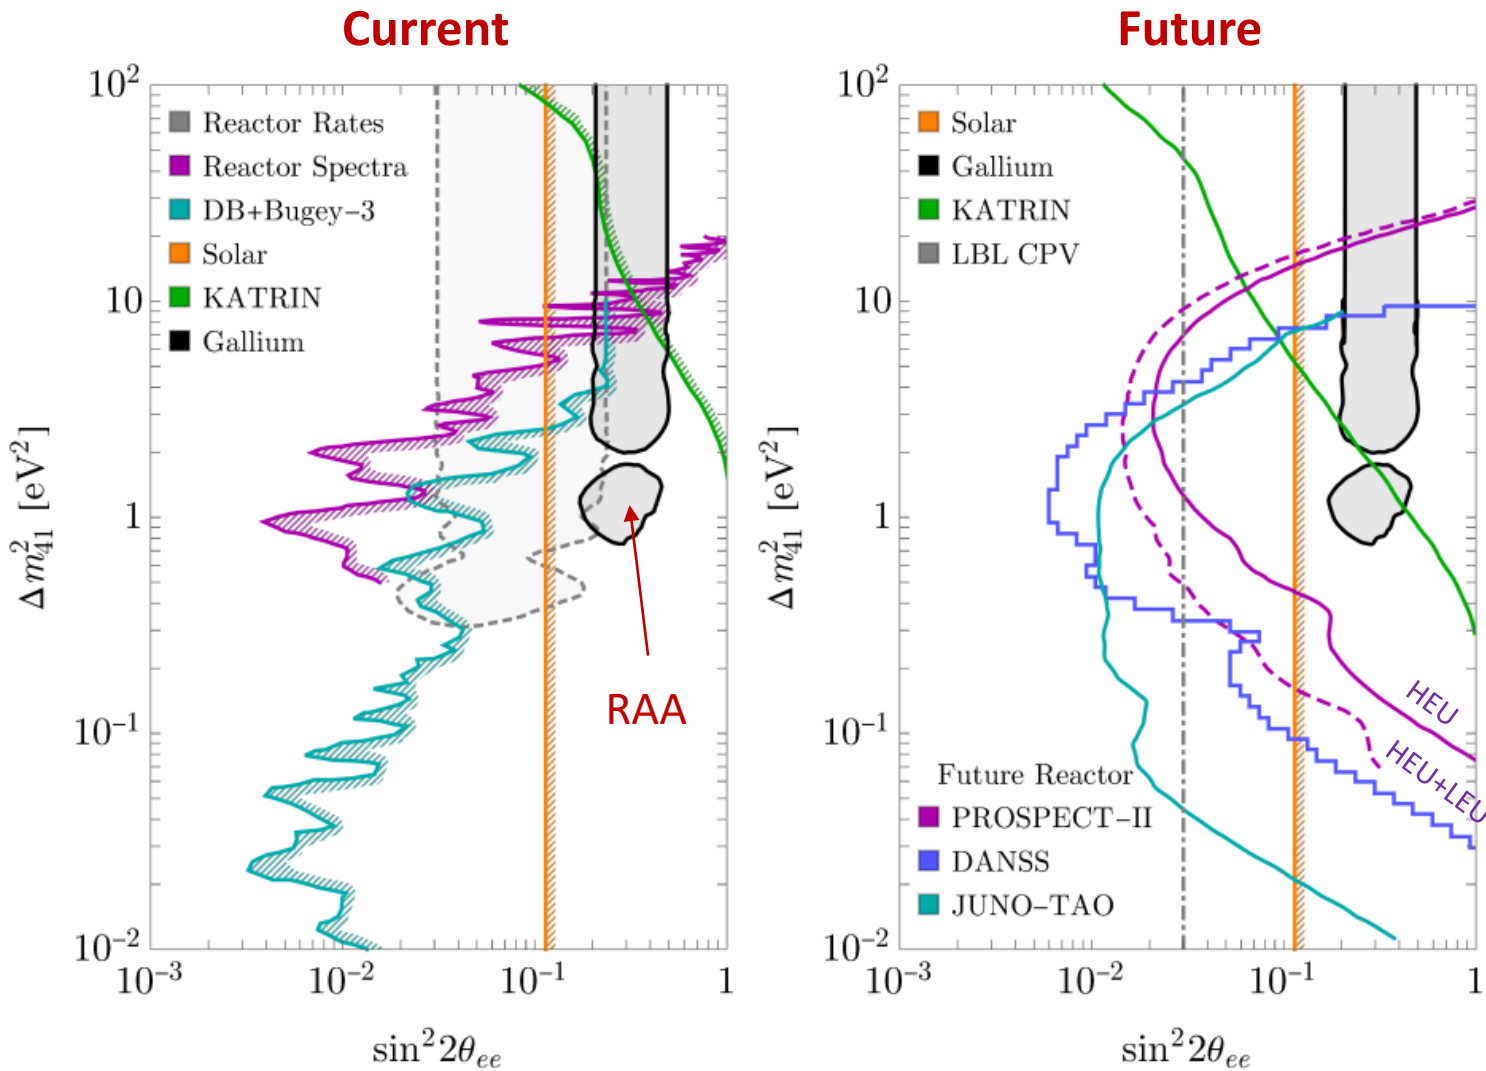 Current
10²
10
1
10⁻¹
10⁻²
Δm²₄₁ [eV²]
Reactor Rates
Reactor Spectra
DB+Bugey−3
Solar
KATRIN
Gallium
RAA
10⁻³
10⁻²
10⁻¹
1
sin²2θₑₑ
Future
10²
10
1
10⁻¹
10⁻²
Δm²₄₁ [eV²]
Solar
Gallium
KATRIN
LBL CPV
HEU
HEU+LEU
Future Reactor
PROSPECT−II
DANSS
JUNO−TAO
10⁻³
10⁻²
10⁻¹
1
sin²2θₑₑ